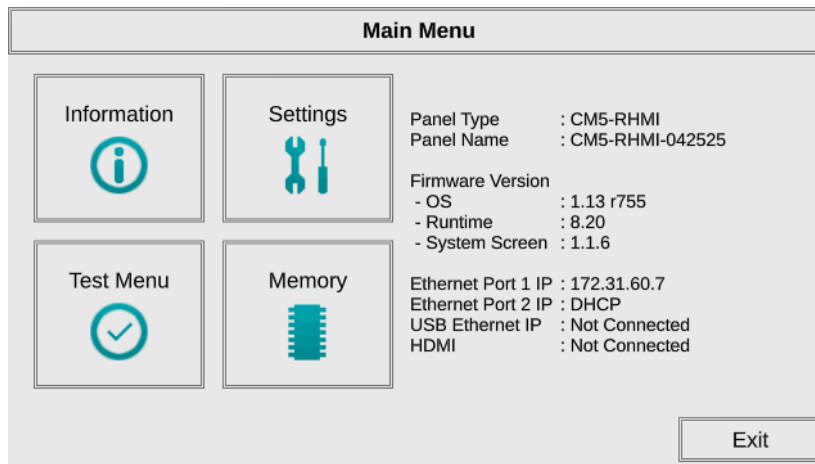 Main Menu
Information
Settings
Test Menu
Memory
Panel Type : CM5-RHMI
Panel Name : CM5-RHMI-042525
Firmware Version
- OS : 1.13 r755
- Runtime : 8.20
- System Screen : 1.1.6
Ethernet Port 1 IP : 172.31.60.7
Ethernet Port 2 IP : DHCP
USB Ethernet IP : Not Connected
HDMI : Not Connected
Exit